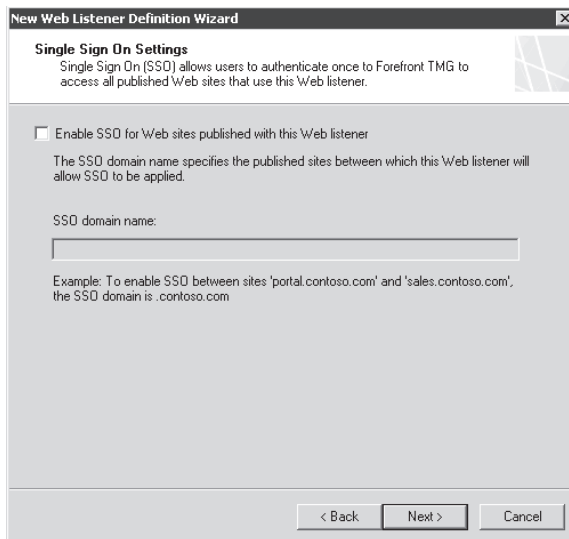 New Web Listener Definition Wizard
Single Sign On Settings
Single Sign On (SSO) allows users to authenticate once to Forefront TMG to
access all published Web sites that use this Web listener.
Enable SSO for Web sites published with this Web listener
The SSO domain name specifies the published sites between which this Web listener will
allow SSO to be applied.
SSO domain name:
Example: To enable SSO between sites 'portal.contoso.com' and 'sales.contoso.com',
the SSO domain is .contoso.com
< Back Next > Cancel